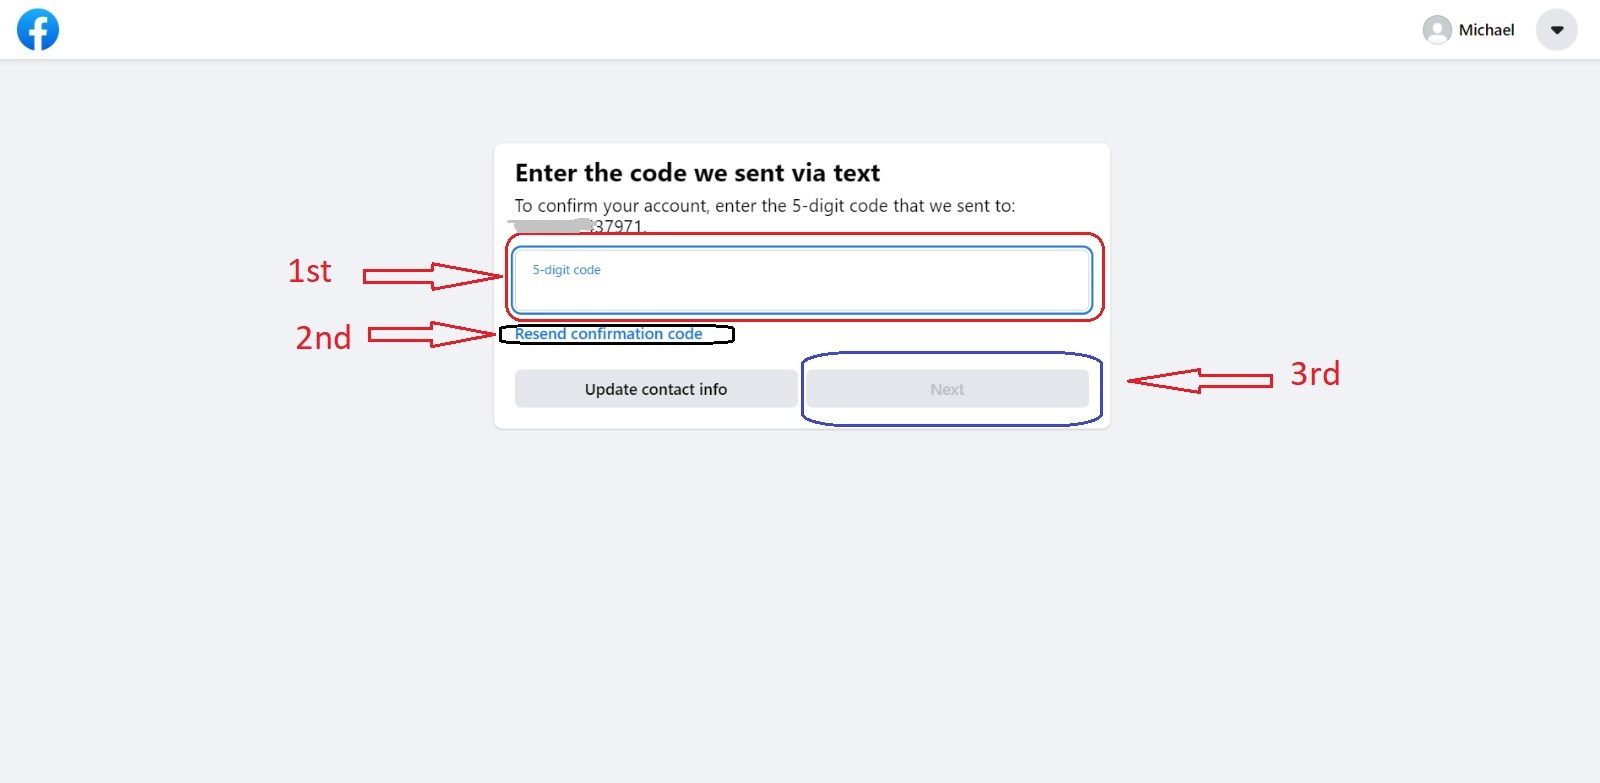 Michael
Enter the code we sent via text
To confirm your account, enter the 5-digit code that we sent to:
37971.
1st
5-digit code
2nd
Resend confirmation code
Update contact info
Next
3rd